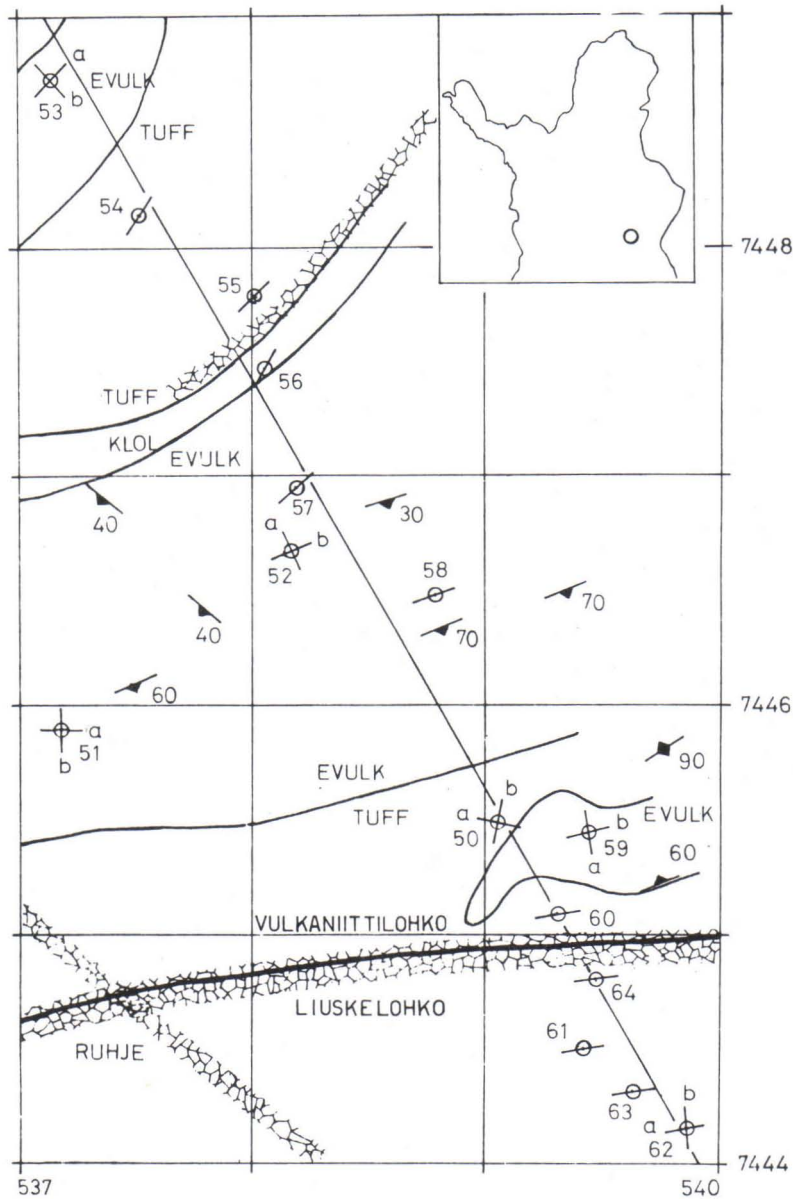 a
EVULK
b
53
TUFF
54
7448
55
56
TUFF
KLOL
EVULK
57
30
40
a
b
52
58
70
40
70
60
7446
a
51
b
90
EVULK
b
TUFF
a
50
b
EVULK
59
60
a
60
VULKANIITTILOHKO
64
LIUSKELOHKO
61
RUHJE
63
b
a
62
7444
537
540